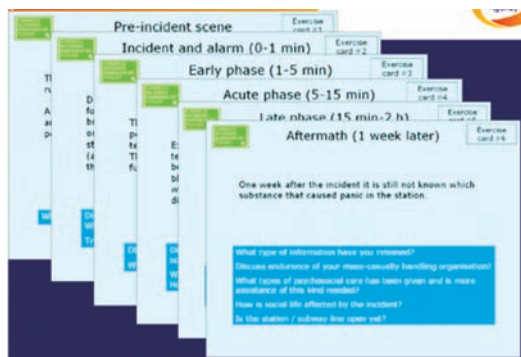 Pre-incident scene
Exercise
card #1
Incident and alarm (0-1 min)
Exercise
card #2
Early phase (1-5 min)
Exercise
card #3
Acute phase (5-15 min)
Exercise
card #4
Late phase (15 min-2 h)
Exercise
Aftermath (1 week later)
Exercise
card #6
One week after the incident it is still not known which
substance that caused panic in the station.
What type of information have you released?
Discuss endurance of your mass-casualty handling organisation?
What types of psychosocial care has been given and is more
assistance of this kind needed?
How is social life affected by the incident?
Is the station / subway line open yet?